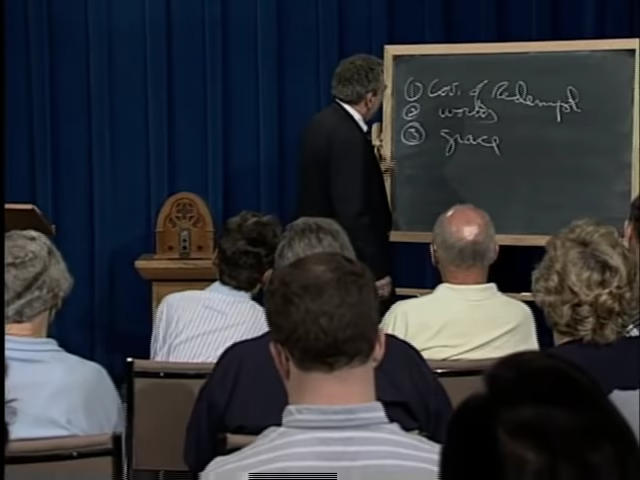 ① Cov. of Redempt
② works
③ grace